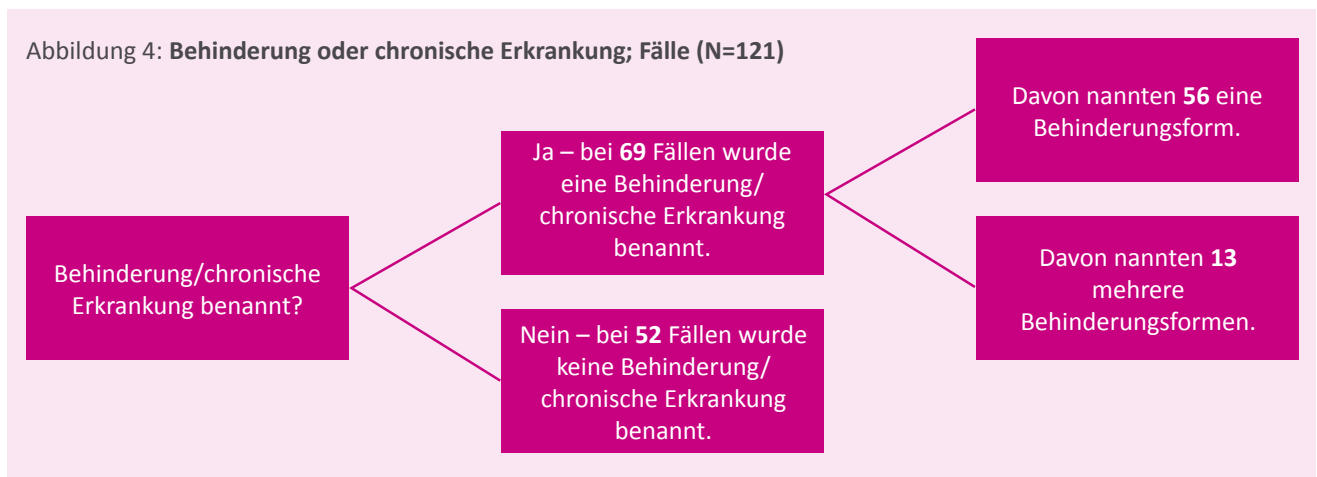 Abbildung 4: Behinderung oder chronische Erkrankung; Fälle (N=121)
Behinderung/chronische
Erkrankung benannt?
Ja – bei 69 Fällen wurde
eine Behinderung/
chronische Erkrankung
benannt.
Nein – bei 52 Fällen wurde
keine Behinderung/
chronische Erkrankung
benannt.
Davon nannten 56 eine
Behinderungsform.
Davon nannten 13
mehrere
Behinderungsformen.